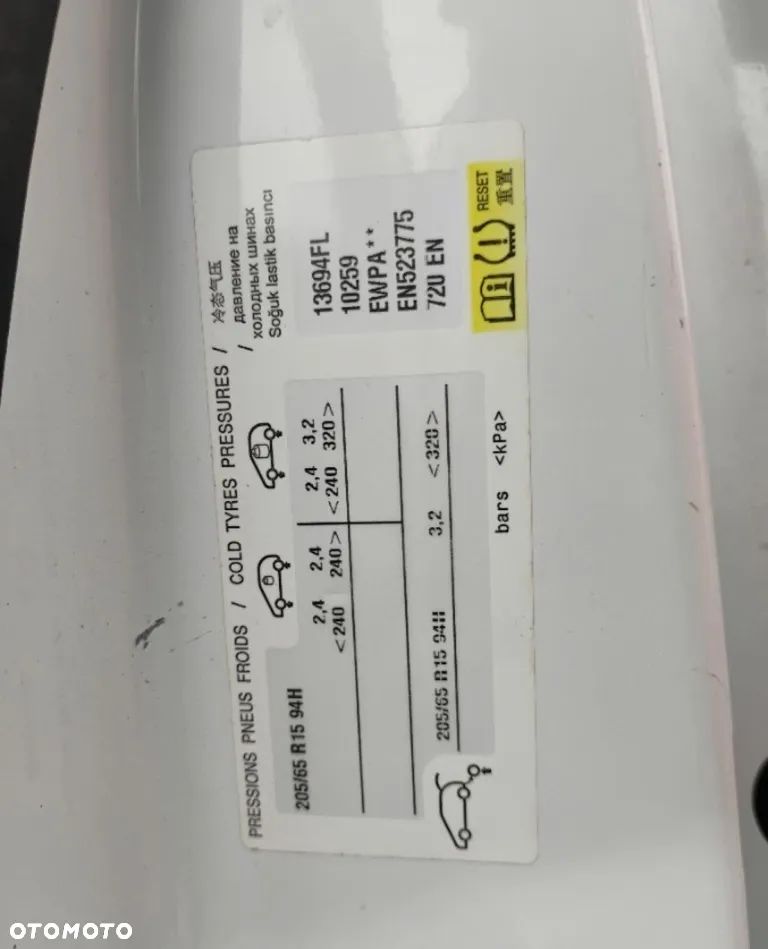 PRESSIONS PNEUS FROIDS / COLD TYRES PRESSURES / 冷态气压
/ давление на
холодных шинах
Soğuk lastik basıncı
205/65 R15 94H
2,4 2,4 2,4 3,2
<240 240> <240 320>
205/65 R15 94H 3,2 <320>
bars <kPa>
13694FL
10259
EW/PA**
EN523775
720 EN
RESET
重置
OTOMOTO